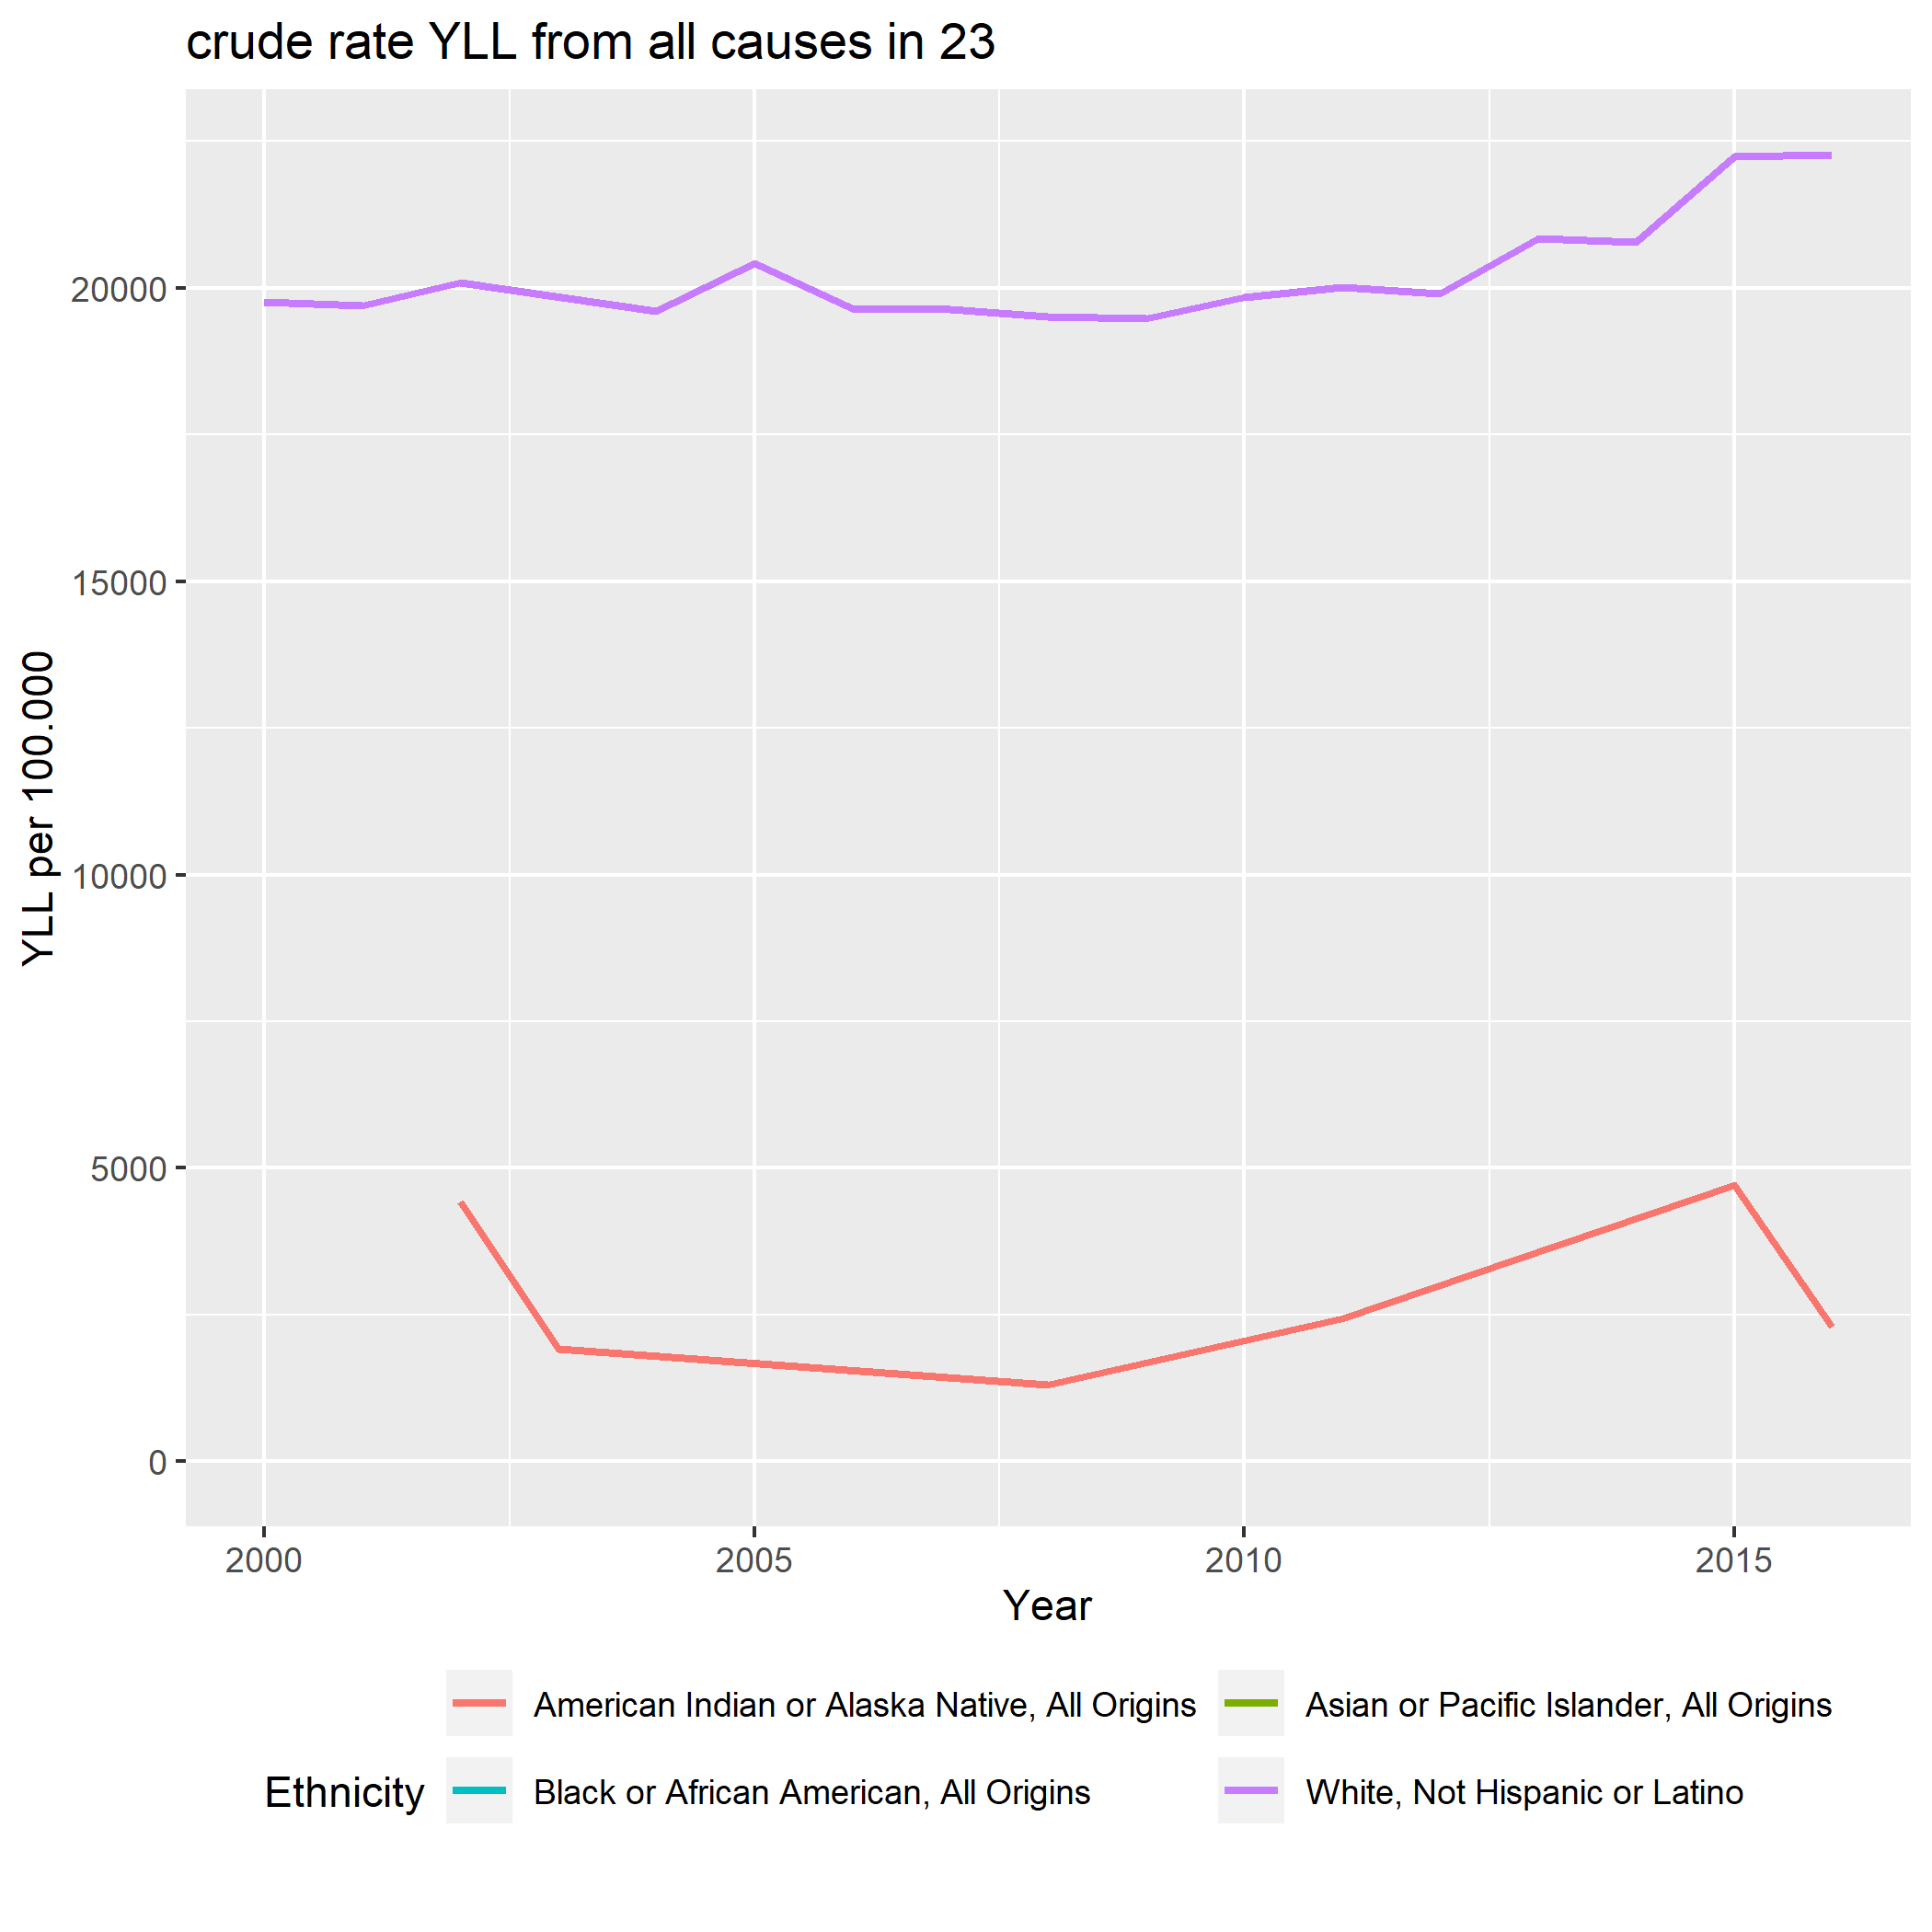 crude rate YLL from all causes in 23
YLL per 100.000
20000
15000
10000
5000
0
2000 2005 2010 2015
Year
Ethnicity
American Indian or Alaska Native, All Origins
Asian or Pacific Islander, All Origins
Black or African American, All Origins
White, Not Hispanic or Latino